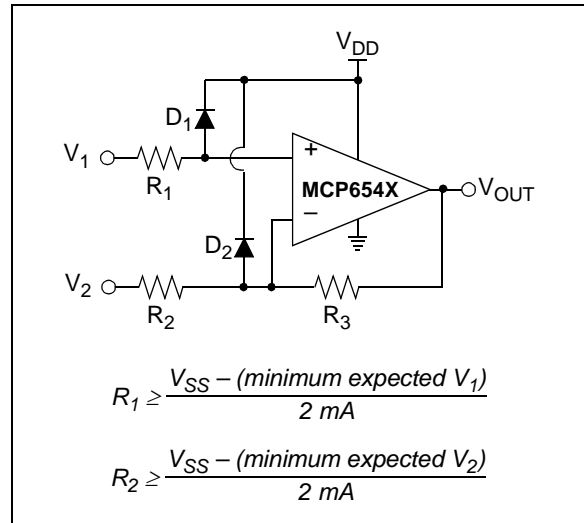 V_DD
D_1
V_1
R_1
+
MCP654X
−
V_OUT
D_2
V_2
R_2
R_3
R_1 ≥ V_SS – (minimum expected V_1) / 2 mA
R_2 ≥ V_SS – (minimum expected V_2) / 2 mA